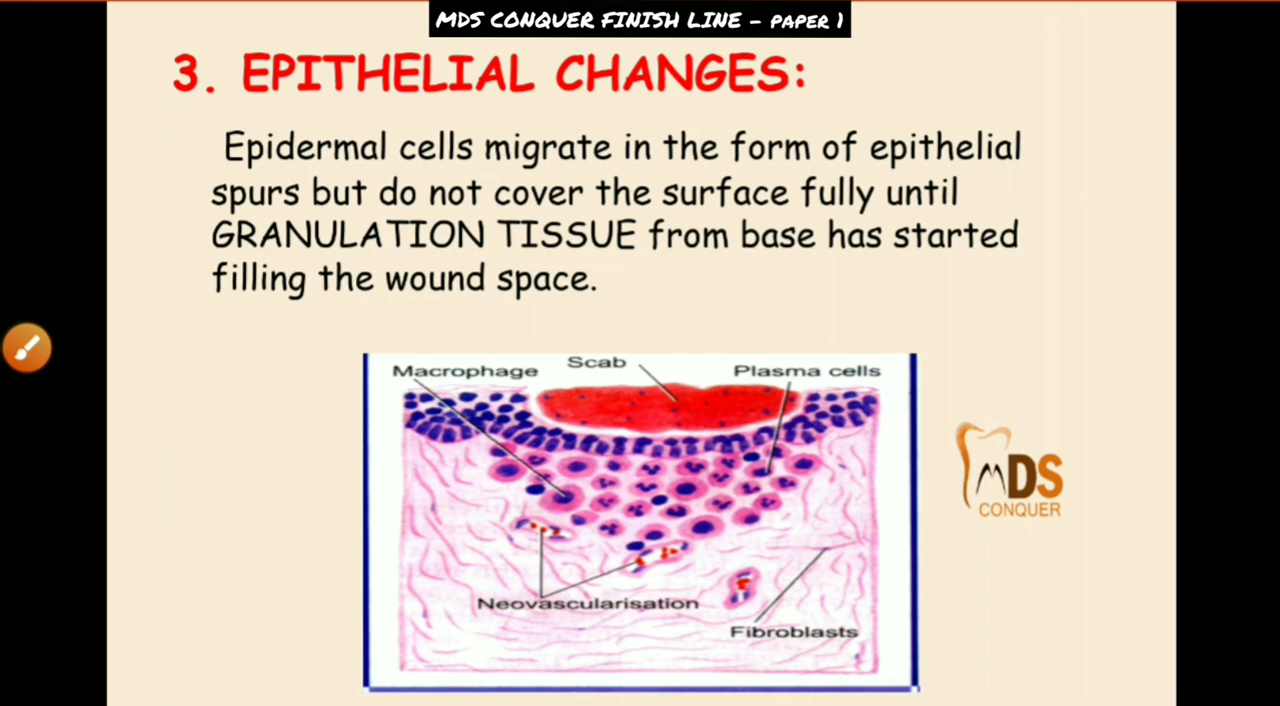 MDS CONQUER FINISH LINE - PAPER 1
3. EPITHELIAL CHANGES:
Epidermal cells migrate in the form of epithelial
spurs but do not cover the surface fully until
GRANULATION TISSUE from base has started
filling the wound space.
Macrophage
Scab
Plasma cells
Neovascularisation
Fibroblasts
MDS
CONQUER